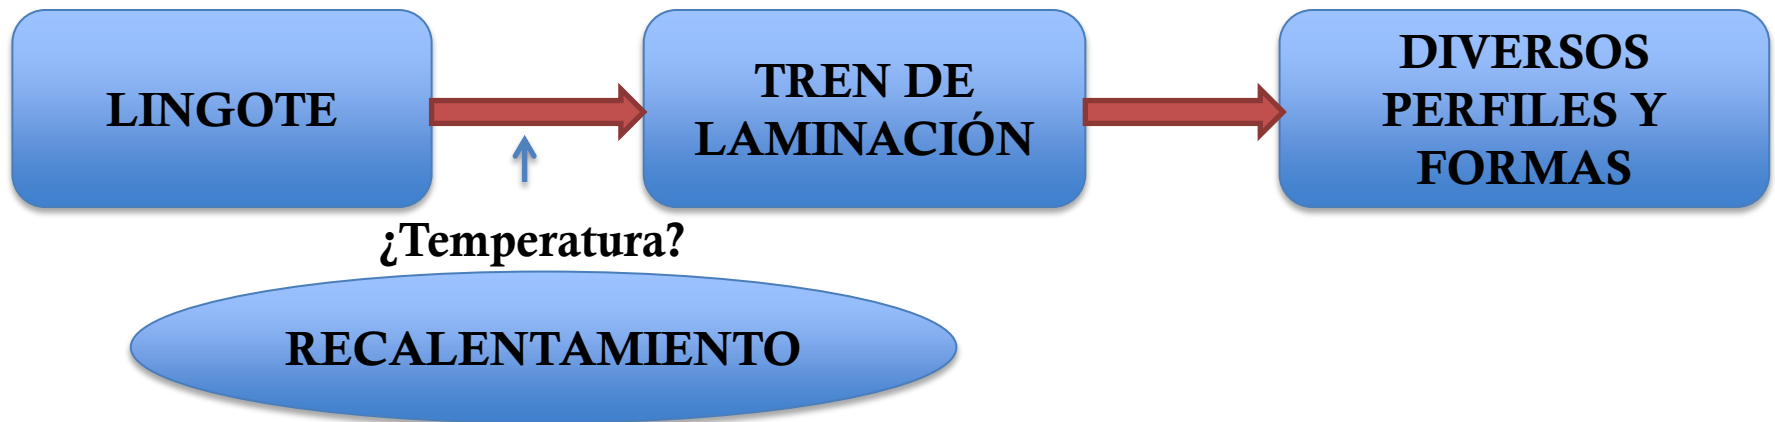 LINGOTE
TREN DE
LAMINACIÓN
DIVERSOS
PERFILES Y
FORMAS
¿Temperatura?
RECALENTAMIENTO